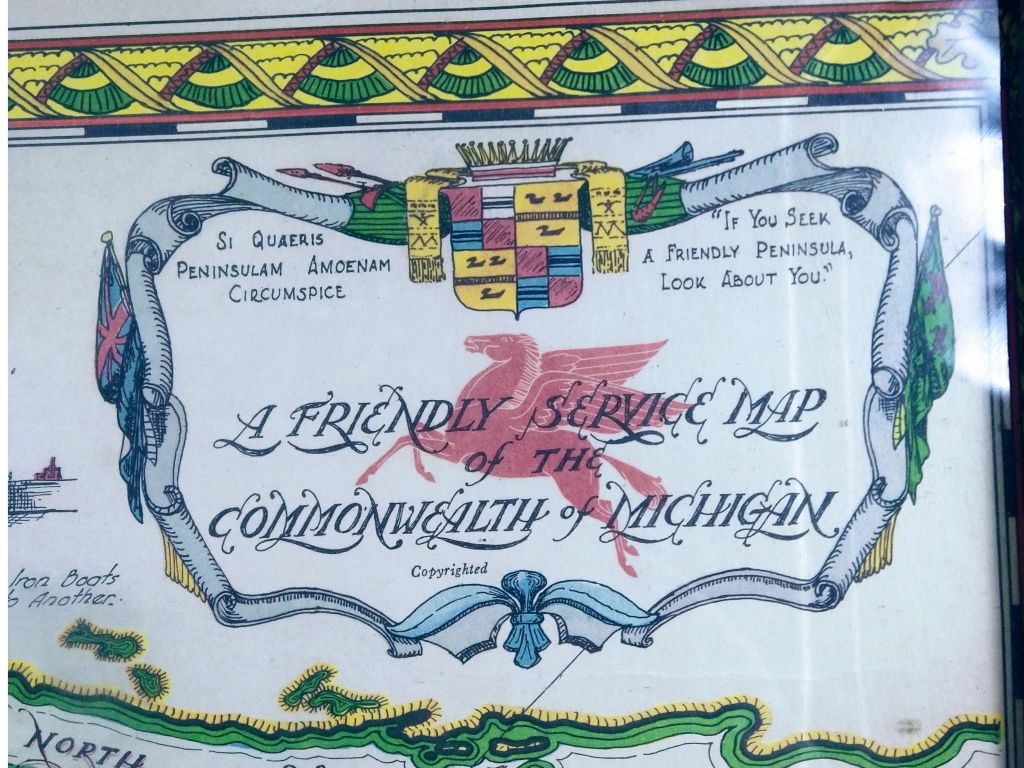 SI QUAERIS
PENINSULAM AMOENAM
CIRCUMSPICE
"IF YOU SEEK
A FRIENDLY PENINSULA,
LOOK ABOUT YOU."
A FRIENDLY SERVICE MAP
of THE
COMMONWEALTH of MICHIGAN
Copyrighted
Iron Boats
Another.
NORTH